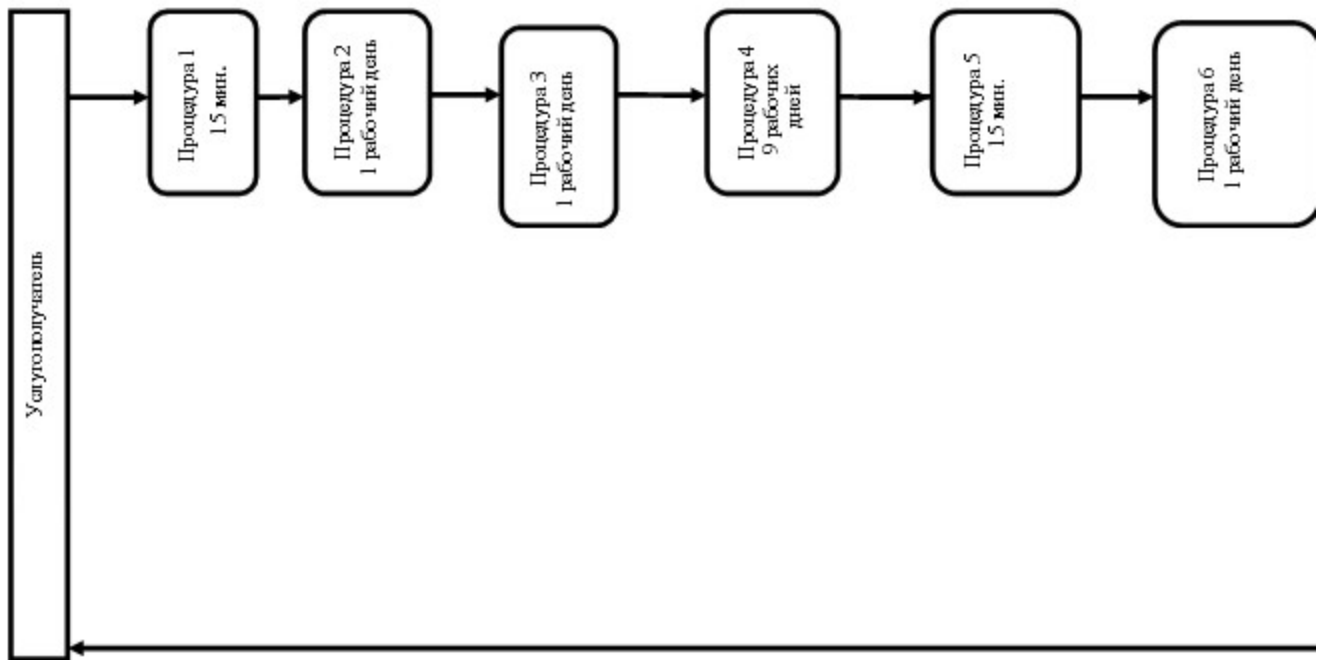 Услугополучатель
Процедура 1
15 мин.
Процедура 2
1 рабочий день
Процедура 3
1 рабочий день
Процедура 4
9 рабочих
дней
Процедура 5
15 мин.
Процедура 6
1 рабочий день